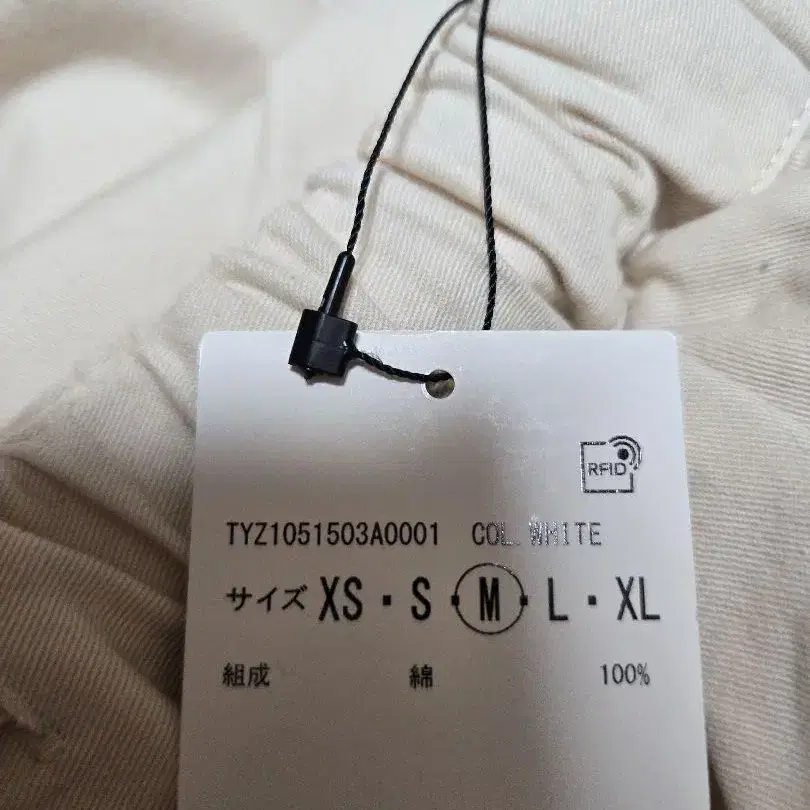 RFID
TYZ1051503A0001 COL.WHITE
サイズ XS・S・M・L・XL
組成 綿 100%